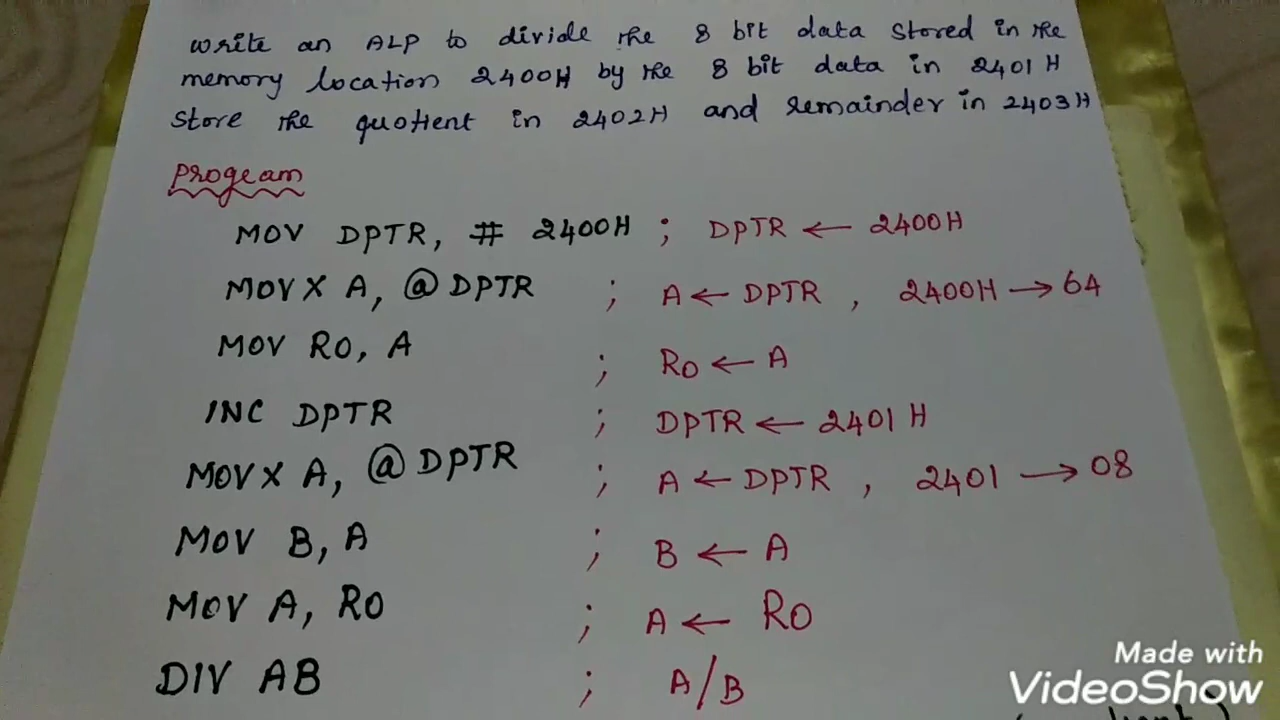 write an ALP to divide the 8 bit data stored in the
memory location 2400H by the 8 bit data in 2401 H
store the quotient in 2402H and remainder in 2403H
Program
MOV DPTR, # 2400H ; DPTR ← 2400H
MOVX A, @DPTR ; A ← DPTR , 2400H → 64
MOV R0, A ; R0 ← A
INC DPTR ; DPTR ← 2401 H
MOVX A, @DPTR ; A ← DPTR , 2401 → 08
MOV B, A ; B ← A
MOV A, R0 ; A ← R0
DIV AB ; A/B
Made with
VideoShow